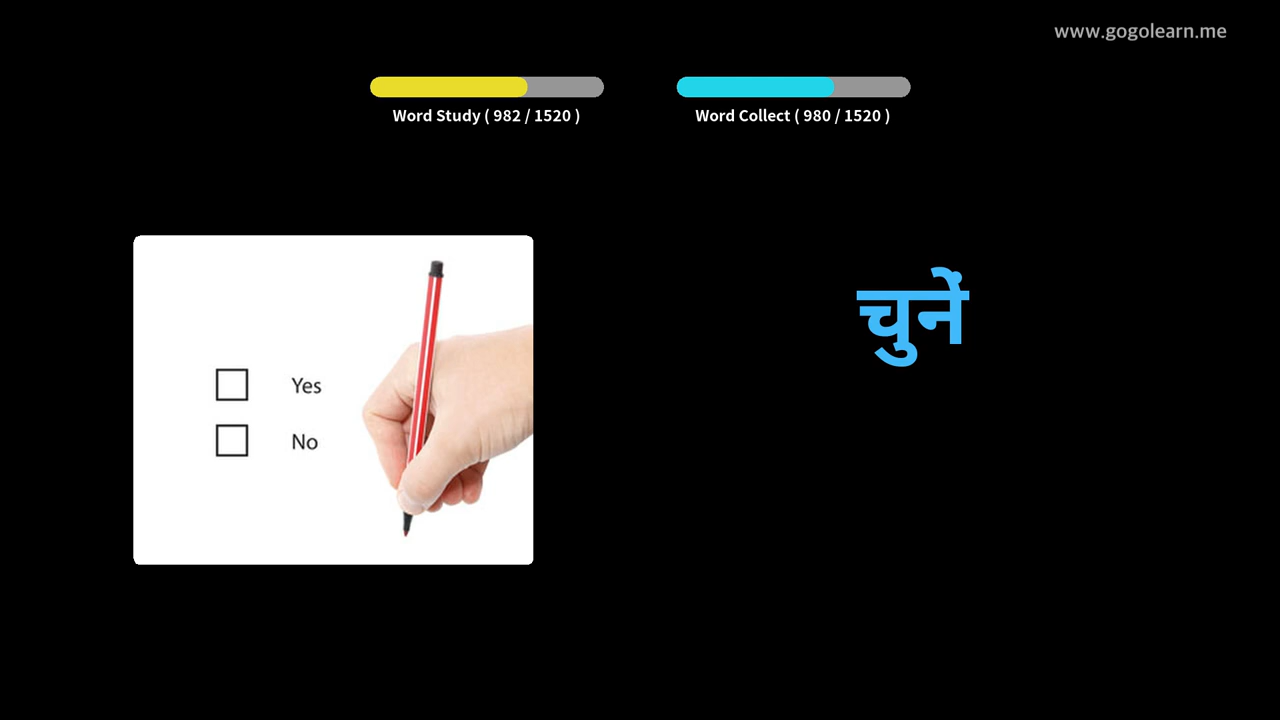 www.gogolearn.me
Word Study ( 982 / 1520 )
Word Collect ( 980 / 1520 )
चुनें
Yes
No